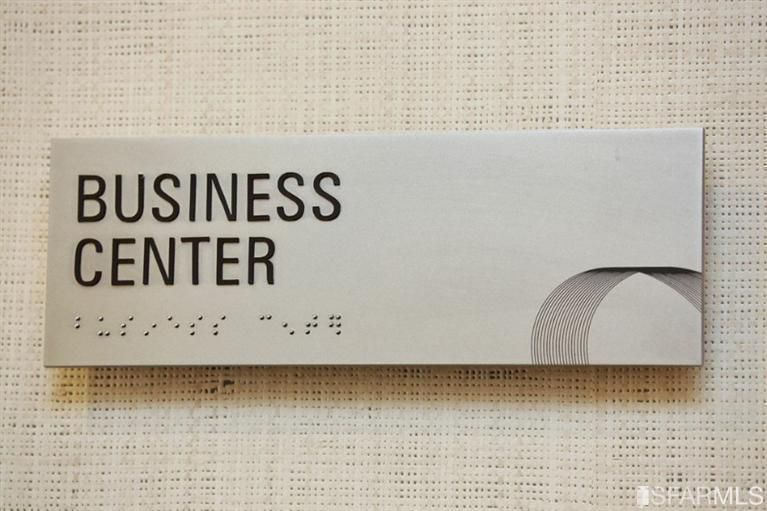 BUSINESS
CENTER
⠃⠥⠎⠊⠑⠎⠎ ⠉⠢⠞⠻
SFARMLS